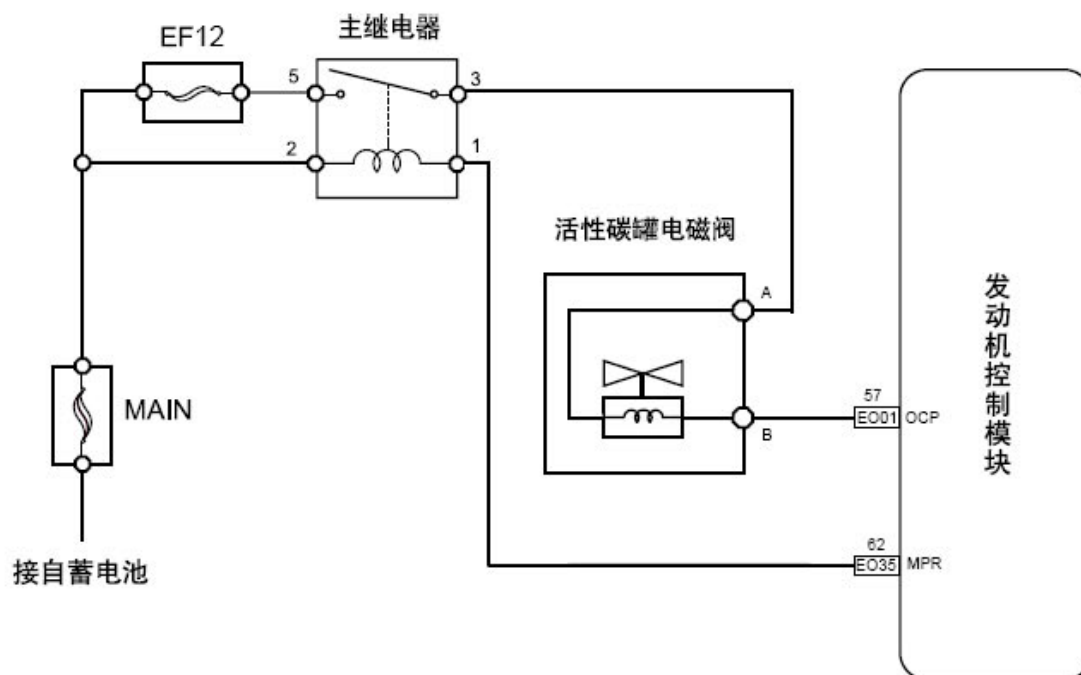 主继电器
EF12
5
3
2
1
活性碳罐电磁阀
A
发动机控制模块
MAIN
57
EO01
OCP
B
62
EO35
MPR
接自蓄电池